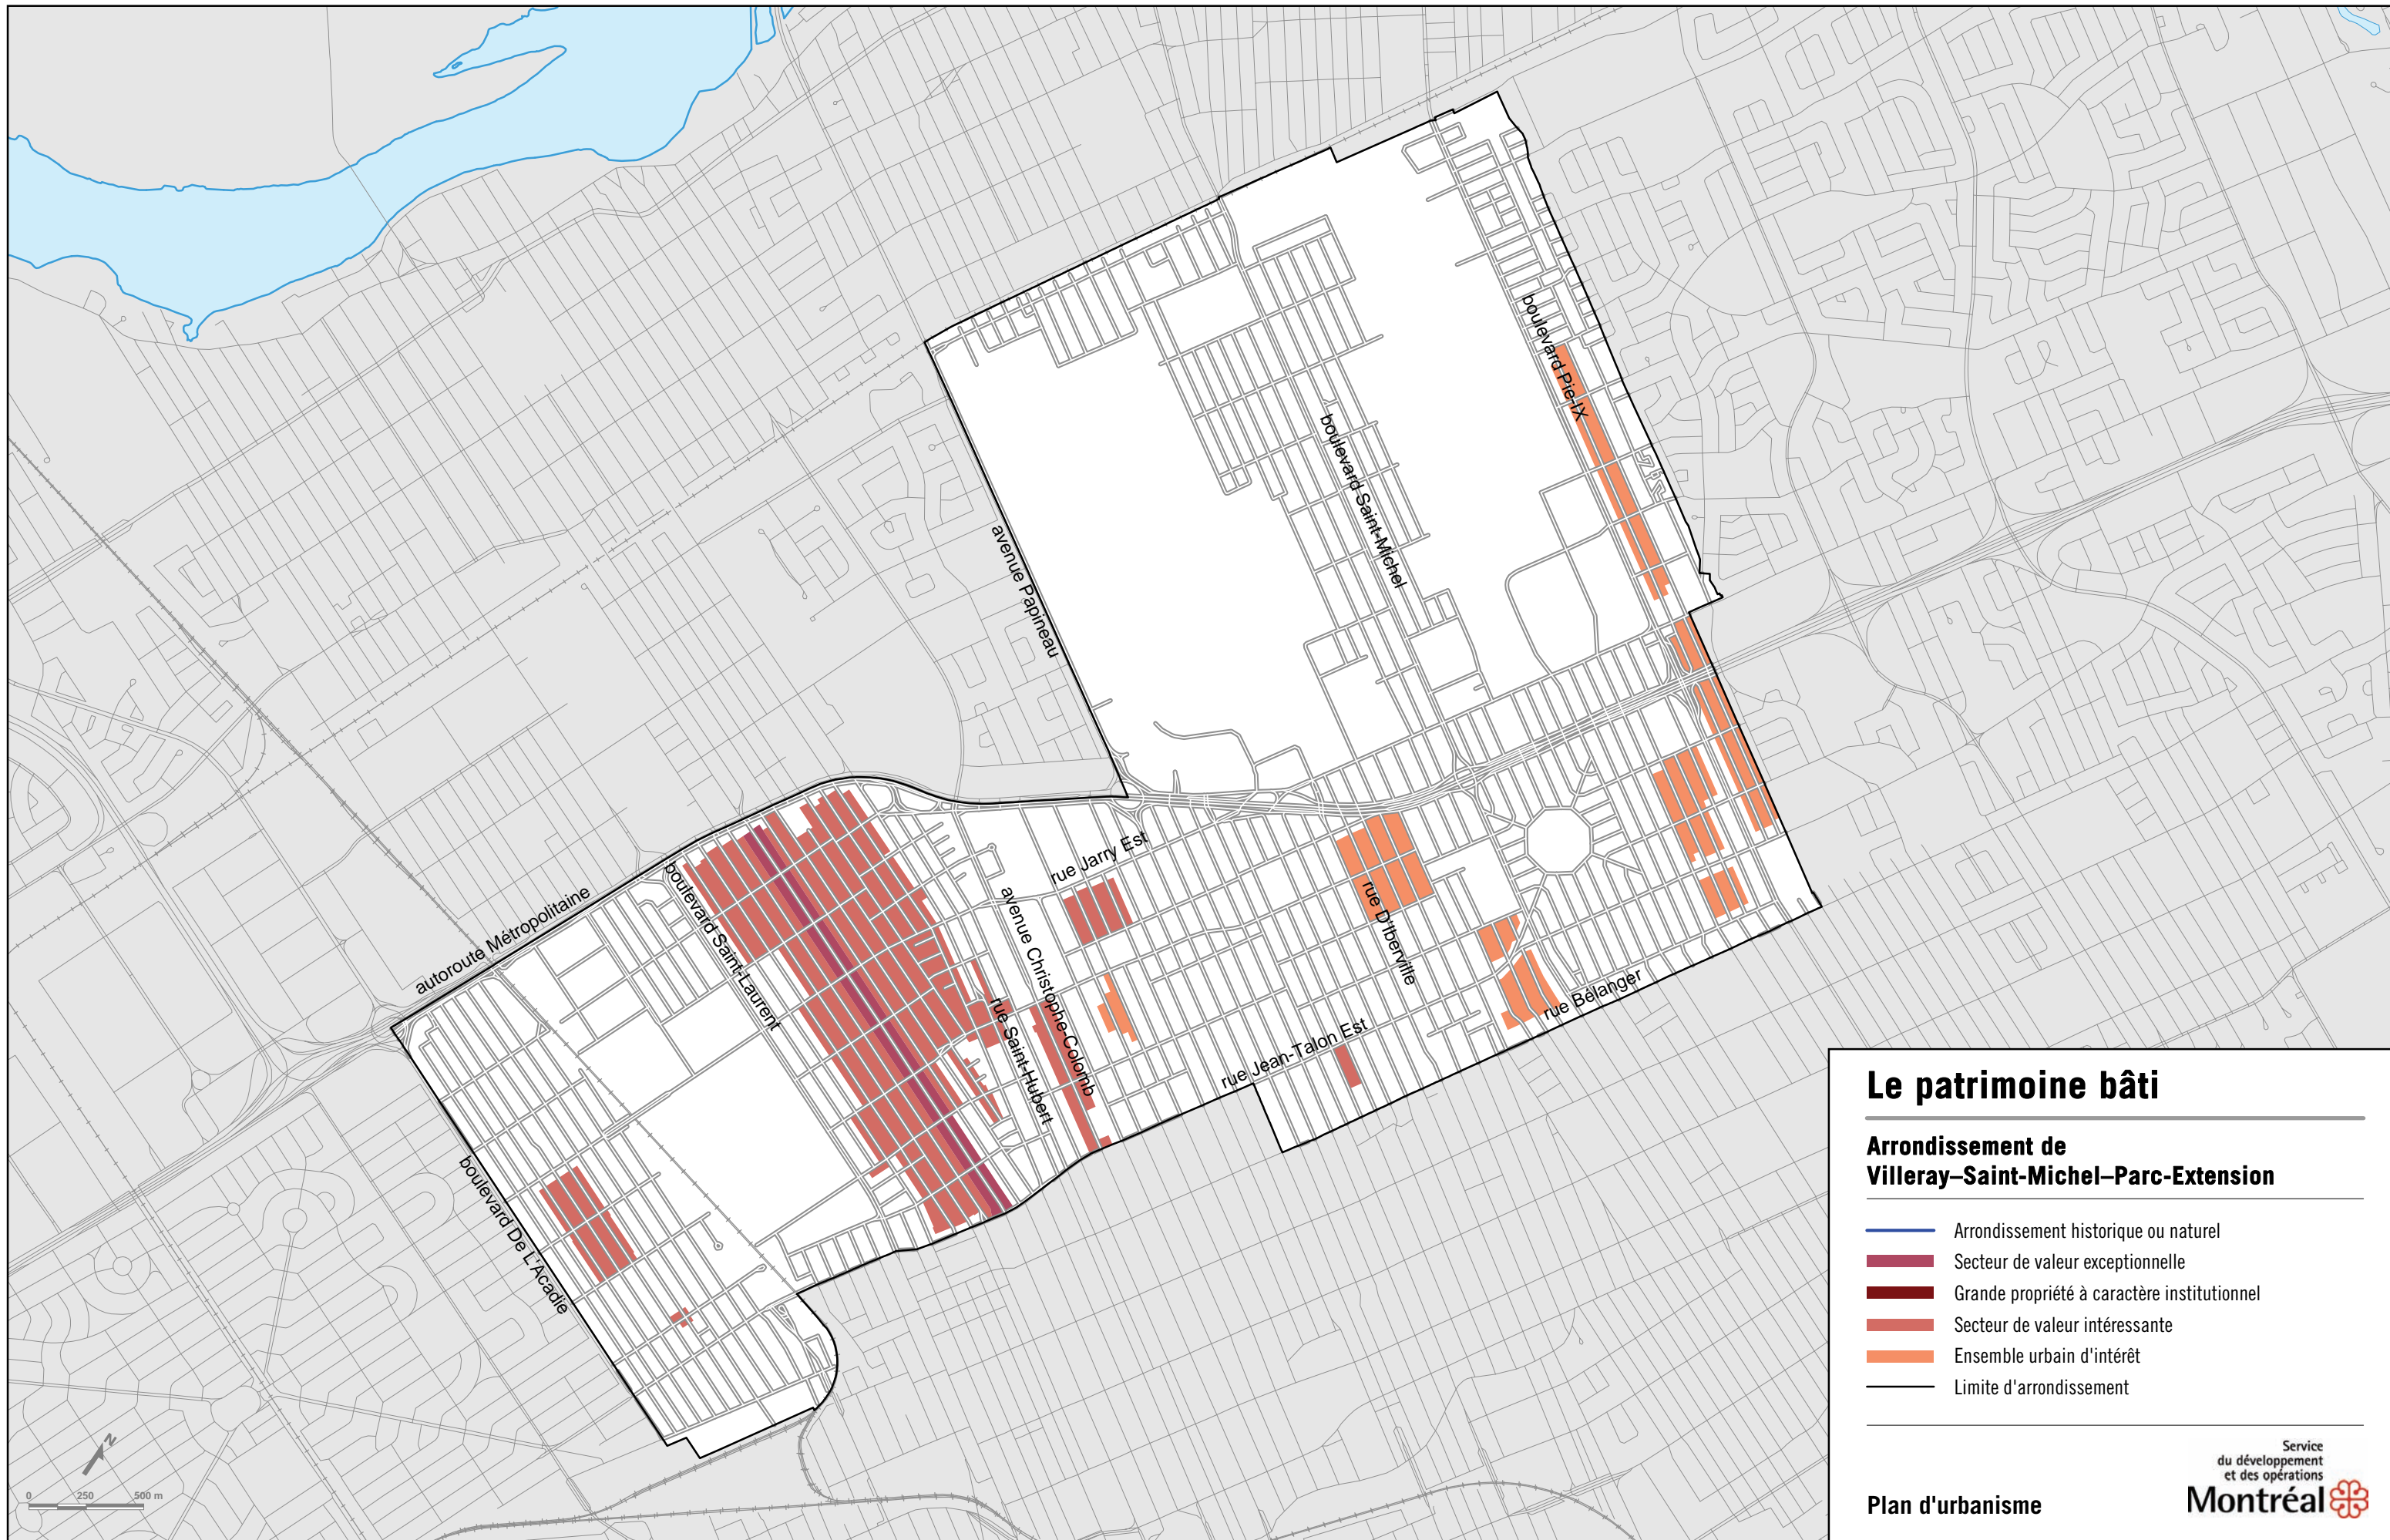 boulevard Pie-IX
boulevard Saint-Michel
avenue Papineau
rue Jarry Est
autoroute Métropolitaine
boulevard Saint-Laurent
avenue Christophe-Colomb
rue D'Iberville
rue Saint-Hubert
rue Bélanger
rue Jean-Talon Est
boulevard De L'Acadie
N
0 250 500 m
Le patrimoine bâti
Arrondissement de
Villeray–Saint-Michel–Parc-Extension
Arrondissement historique ou naturel
Secteur de valeur exceptionnelle
Grande propriété à caractère institutionnel
Secteur de valeur intéressante
Ensemble urbain d'intérêt
Limite d'arrondissement
Service
du développement
et des opérations
Montréal
Plan d'urbanisme